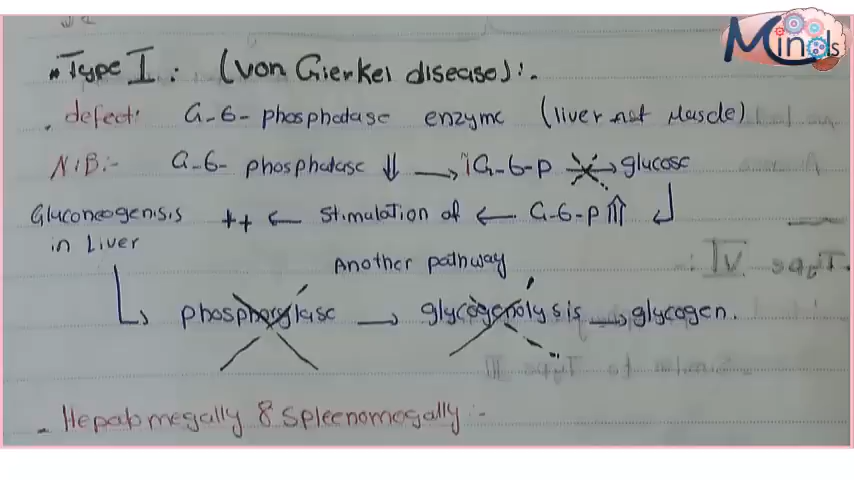 Minds
Type I : (Von Gierkel disease) :.
. defect: G-6-phosphatase enzyme (liver not Muscle)
N.B:- G-6- phosphatase ⇓ → G-6-p ✗→ glucose
Gluconeogenisis ++ ← stimulation of ← G-6-p ⇑ ↲
in Liver
Another pathway
↳ phosphorylase → glycogenolysis → glycogen.
- Hepatomegally & Spleenomegally :-